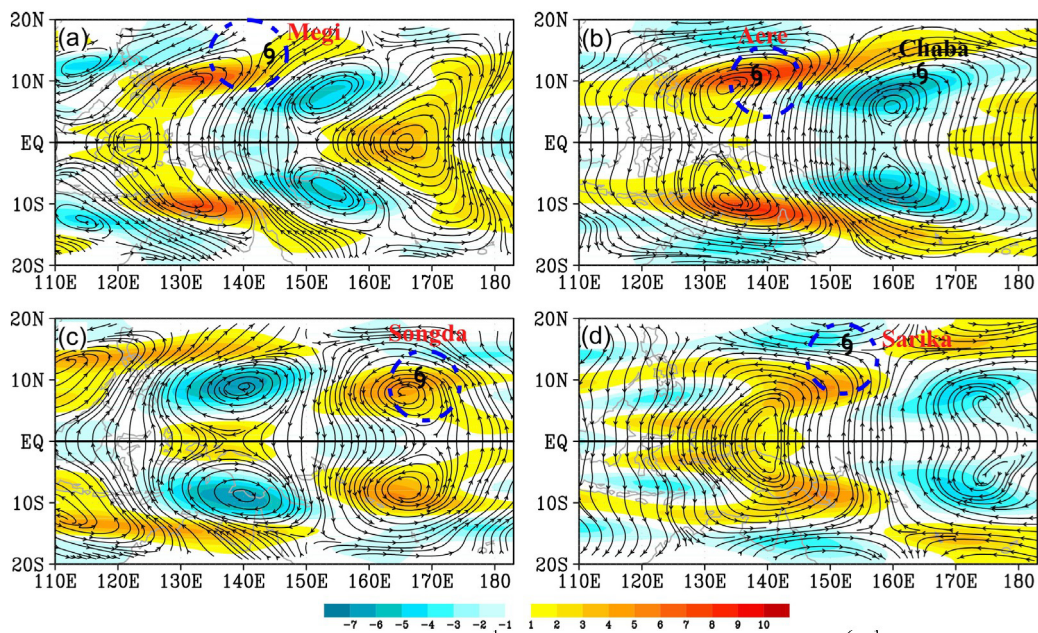 20N
10N
EQ
10S
20S
(a)
Megi
110E 120E 130E 140E 150E 160E 170E 180
20N
10N
EQ
10S
20S
(b)
Aere
Chaba
110E 120E 130E 140E 150E 160E 170E 180
20N
10N
EQ
10S
20S
(c)
Songda
110E 120E 130E 140E 150E 160E 170E 180
20N
10N
EQ
10S
20S
(d)
Sarika
110E 120E 130E 140E 150E 160E 170E 180
-7 -6 -5 -4 -3 -2 -1 1 2 3 4 5 6 7 8 9 10